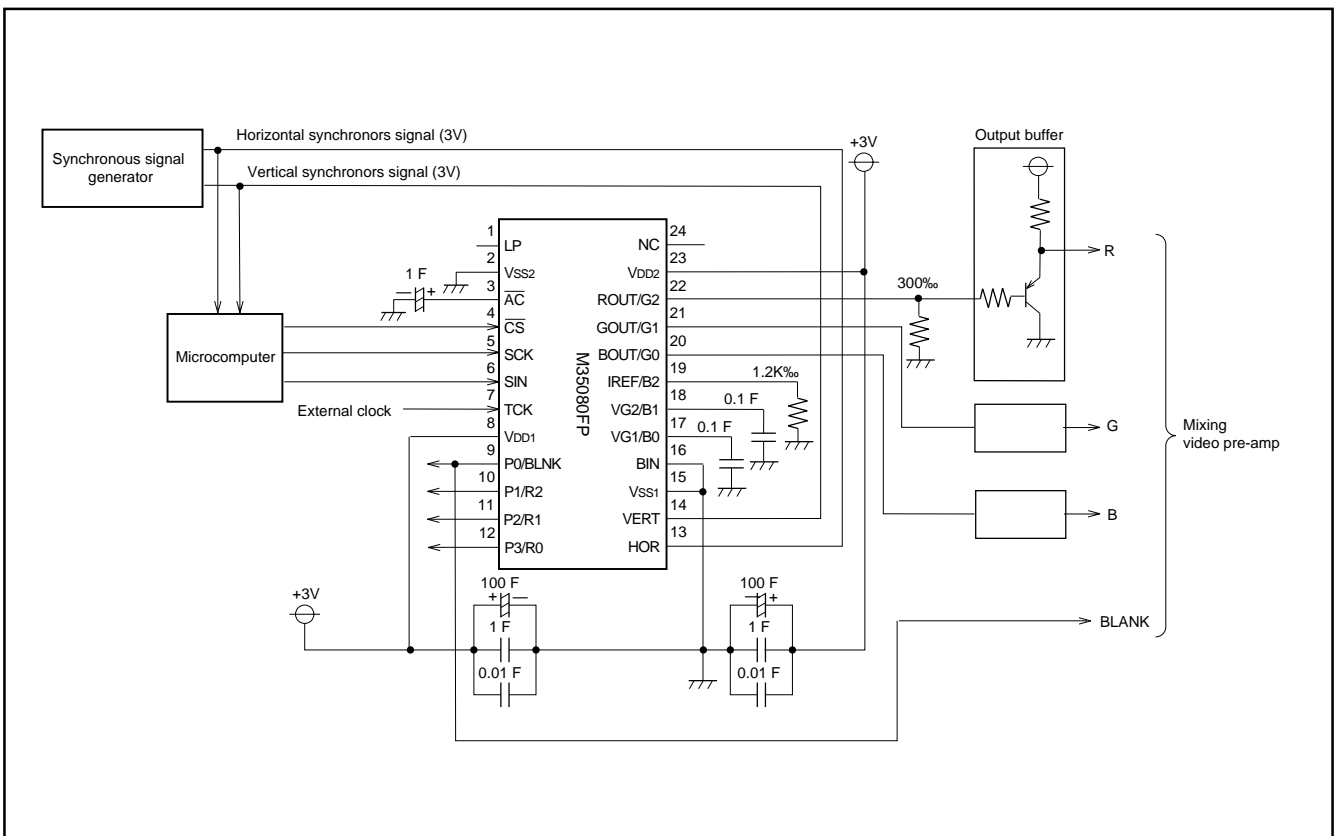 Synchronous signal
generator
Horizontal synchronors signal (3V)
Vertical synchronors signal (3V)
+3V
Output buffer
Microcomputer
External clock
1 F
− +
1
LP
2
VSS2
3
AC
4
CS
5
SCK
6
SIN
7
TCK
8
VDD1
9
P0/BLNK
10
P1/R2
11
P2/R1
12
P3/R0
M35080FP
24
NC
23
VDD2
22
ROUT/G2
21
GOUT/G1
20
BOUT/G0
19
IREF/B2
18
VG2/B1
17
VG1/B0
16
BIN
15
VSS1
14
VERT
13
HOR
300‰
1.2K‰
0.1 F
0.1 F
R
G
B
BLANK
Mixing
video pre-amp
+3V
100 F
+ −
1 F
0.01 F
100 F
− +
1 F
0.01 F